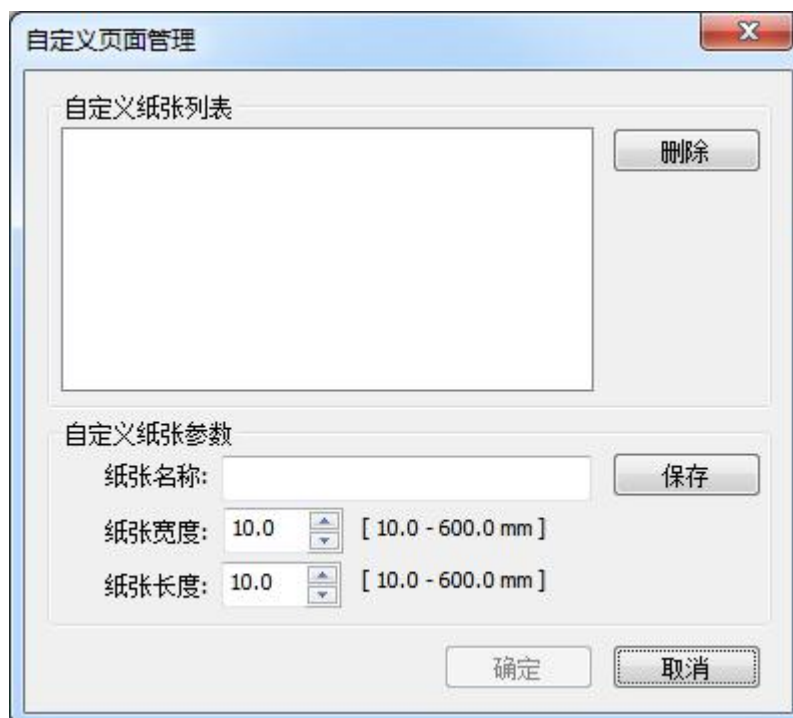 自定义页面管理
自定义纸张列表
删除
自定义纸张参数
纸张名称:
保存
纸张宽度: 10.0 [ 10.0 - 600.0 mm ]
纸张长度: 10.0 [ 10.0 - 600.0 mm ]
确定 取消